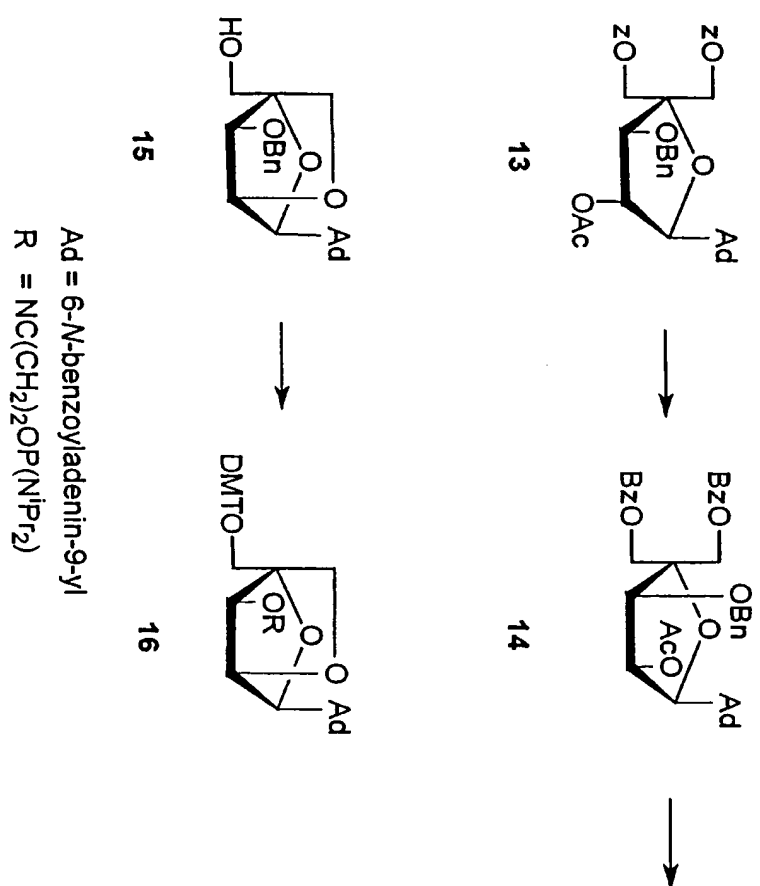 zO
zO
O
OBn
OAc
Ad
13
BzO
BzO
OBn
O
AcO
Ad
14
HO
OBn
O
O
Ad
15
DMTO
OR
O
O
Ad
16
Ad = 6-N-benzoyladenin-9-yl
R = NC(CH₂)₂OP(NⁱPr₂)